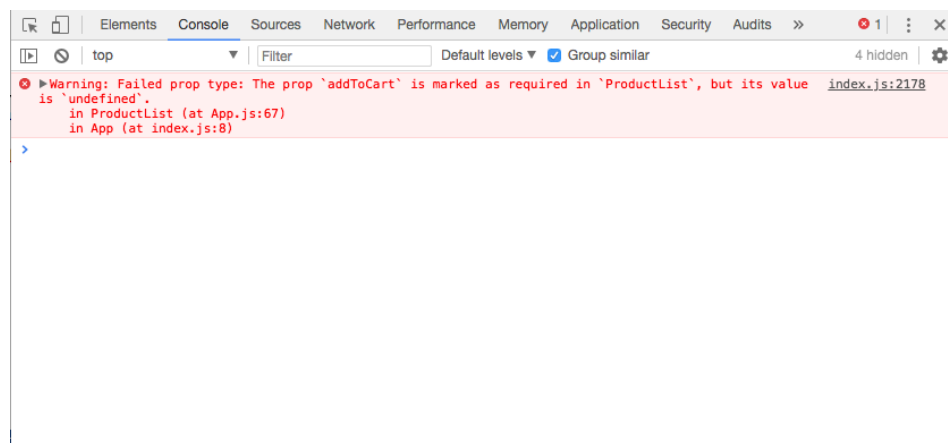 Elements Console Sources Network Performance Memory Application Security Audits » 1
top Filter Default levels Group similar 4 hidden
Warning: Failed prop type: The prop `addToCart` is marked as required in `ProductList`, but its value index.js:2178
is `undefined`.
in ProductList (at App.js:67)
in App (at index.js:8)